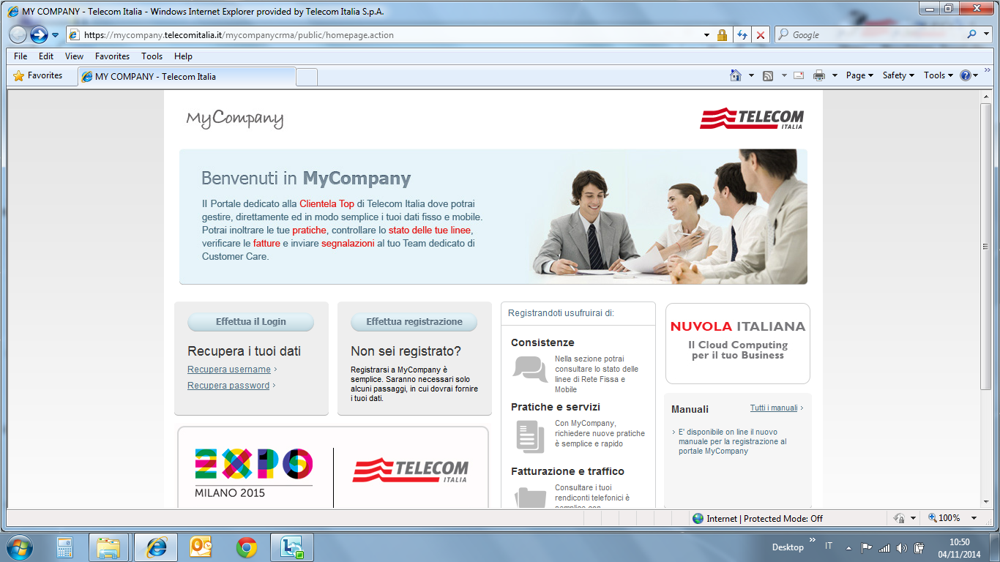 MY COMPANY - Telecom Italia - Windows Internet Explorer provided by Telecom Italia S.p.A.
https://mycompany.telecomitalia.it/mycompanycrma/public/homepage.action
Google
File Edit View Favorites Tools Help
Favorites
MY COMPANY - Telecom Italia
Page Safety Tools
MyCompany
TELECOM
ITALIA
Benvenuti in MyCompany
Il Portale dedicato alla Clientela Top di Telecom Italia dove potrai
gestire, direttamente ed in modo semplice i tuoi dati fisso e mobile.
Potrai inoltrare le tue pratiche, controllare lo stato delle tue linee,
verificare le fatture e inviare segnalazioni al tuo Team dedicato di
Customer Care.
Effettua il Login
Recupera i tuoi dati
Recupera username
Recupera password
Effettua registrazione
Non sei registrato?
Registrarsi a MyCompany è
semplice. Saranno necessari solo
alcuni passaggi, in cui dovrai fornire
i tuoi dati.
Registrandoti usufruirai di:
Consistenze
Nella sezione potrai
consultare lo stato delle
linee di Rete Fissa e
Mobile
Pratiche e servizi
Con MyCompany,
richiedere nuove pratiche
è semplice e rapido
Fatturazione e traffico
Consultare i tuoi
rendiconti telefonici è
NUVOLA ITALIANA
Il Cloud Computing
per il tuo Business
Manuali
Tutti i manuali
E' disponibile on line il nuovo
manuale per la registrazione al
portale MyCompany
EXPO
MILANO 2015
TELECOM
ITALIA
Internet | Protected Mode: Off
100%
Desktop
IT
10:50
04/11/2014